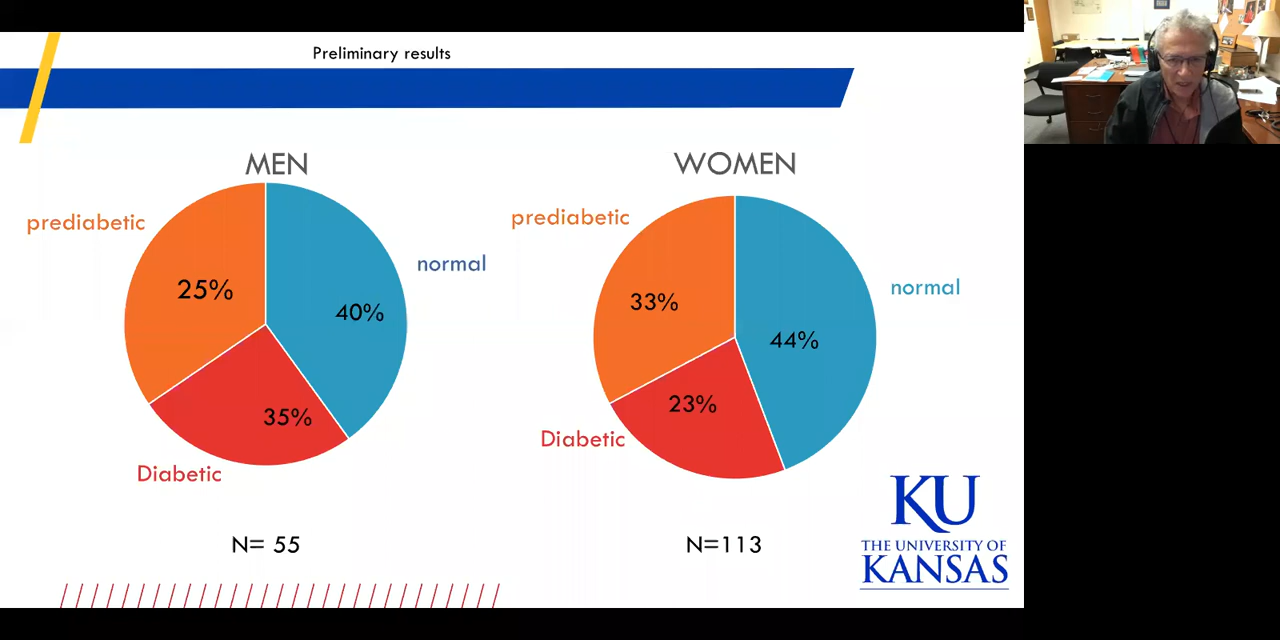 Preliminary results
MEN
prediabetic
normal
25%
40%
35%
Diabetic
N= 55
WOMEN
prediabetic
normal
33%
44%
23%
Diabetic
N=113
KU
THE UNIVERSITY OF
KANSAS